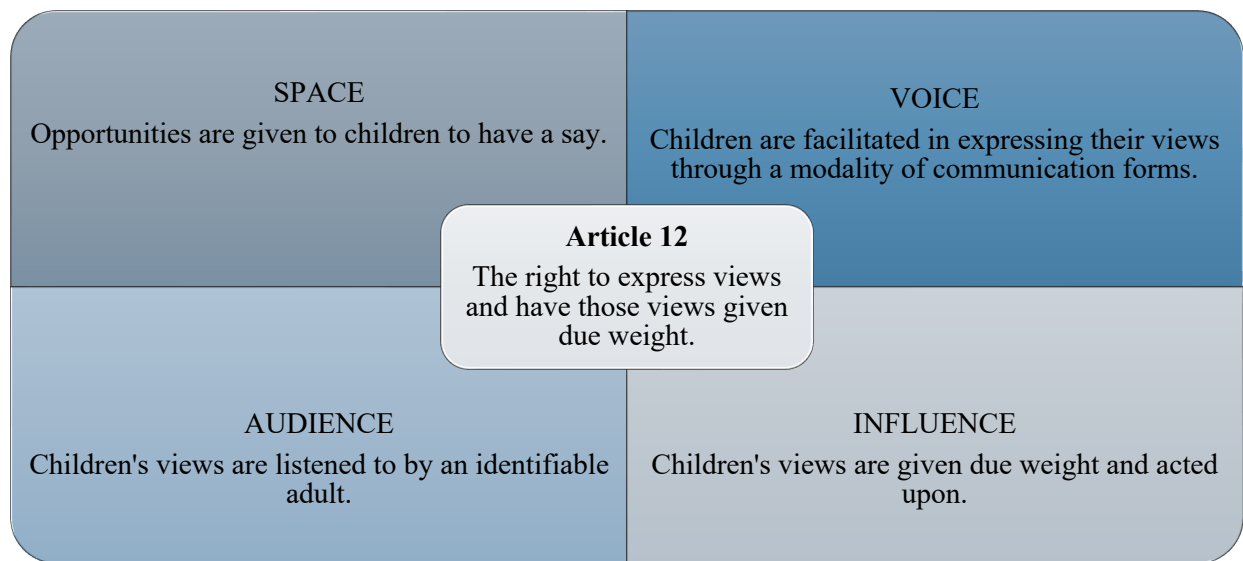 SPACE
Opportunities are given to children to have a say.
VOICE
Children are facilitated in expressing their views
through a modality of communication forms.
Article 12
The right to express views
and have those views given
due weight.
AUDIENCE
Children's views are listened to by an identifiable
adult.
INFLUENCE
Children's views are given due weight and acted
upon.